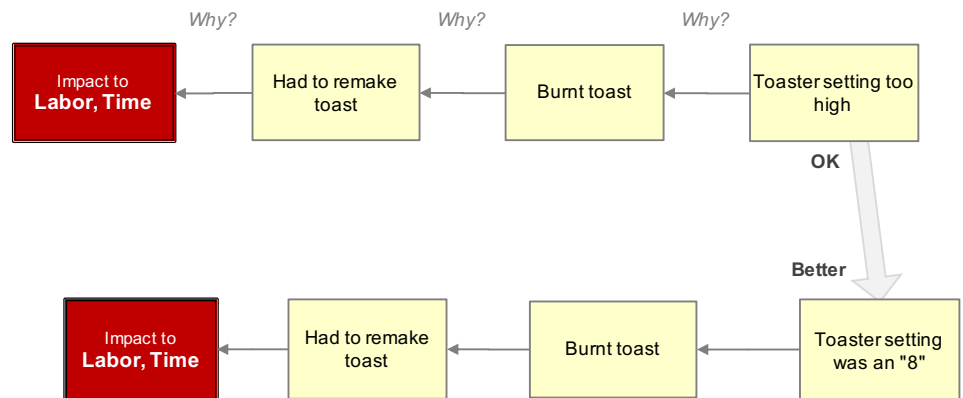 Why?
Why?
Why?
Impact to
Labor, Time
Had to remake
toast
Burnt toast
Toaster setting too
high
OK
Better
Impact to
Labor, Time
Had to remake
toast
Burnt toast
Toaster setting
was an "8"